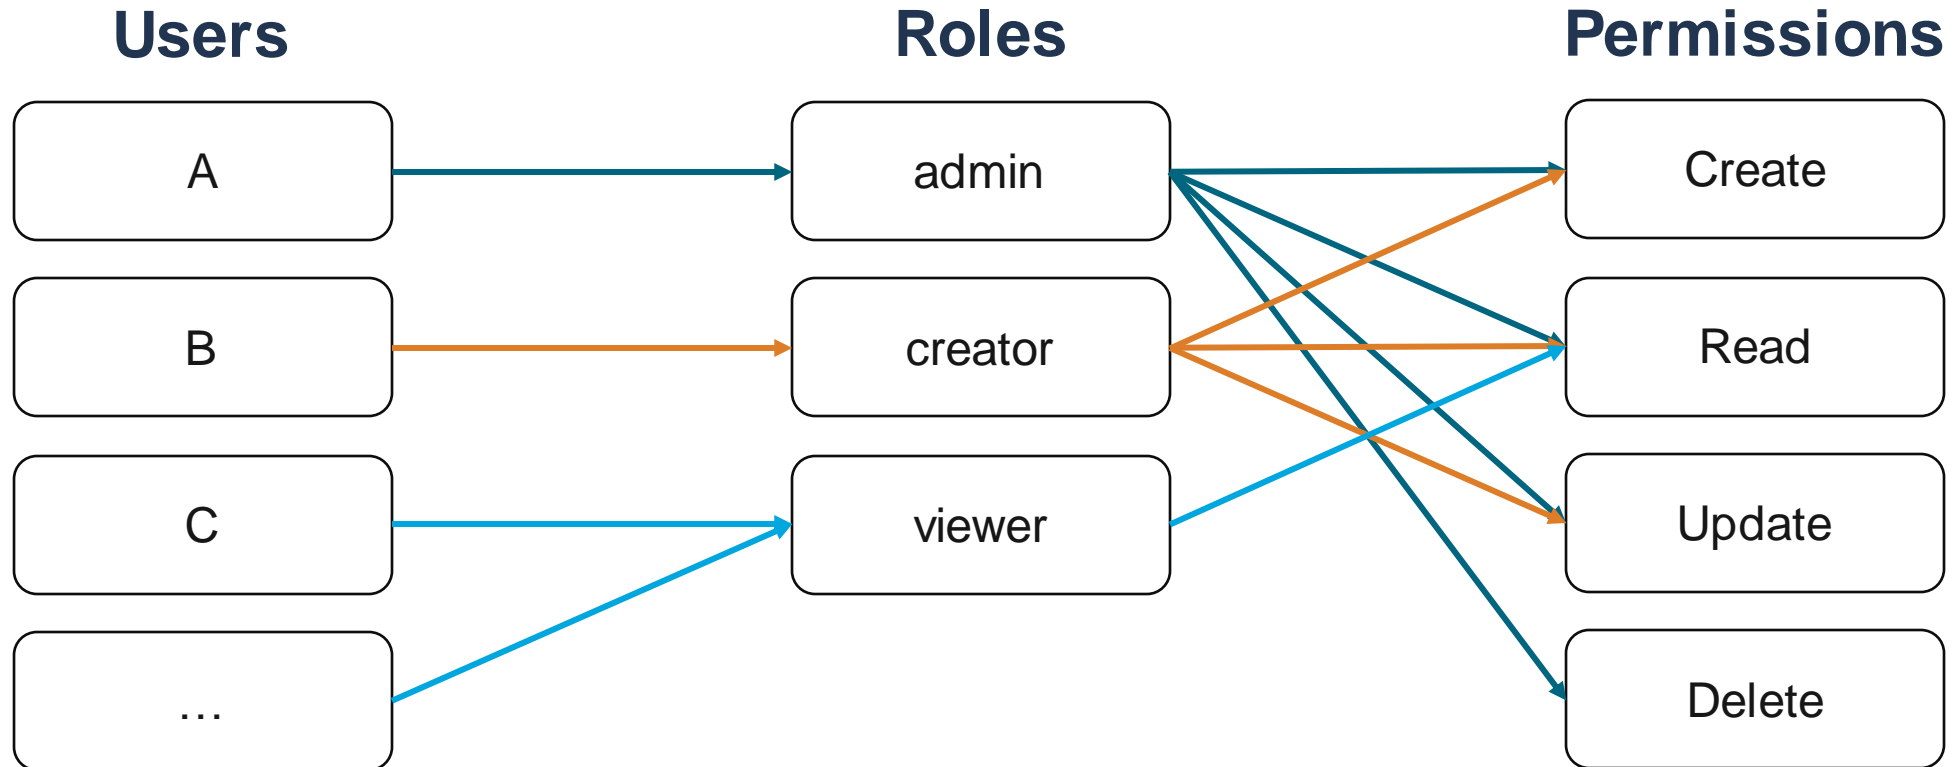 Users
Roles
Permissions
A
admin
Create
B
creator
Read
C
viewer
Update
...
Delete